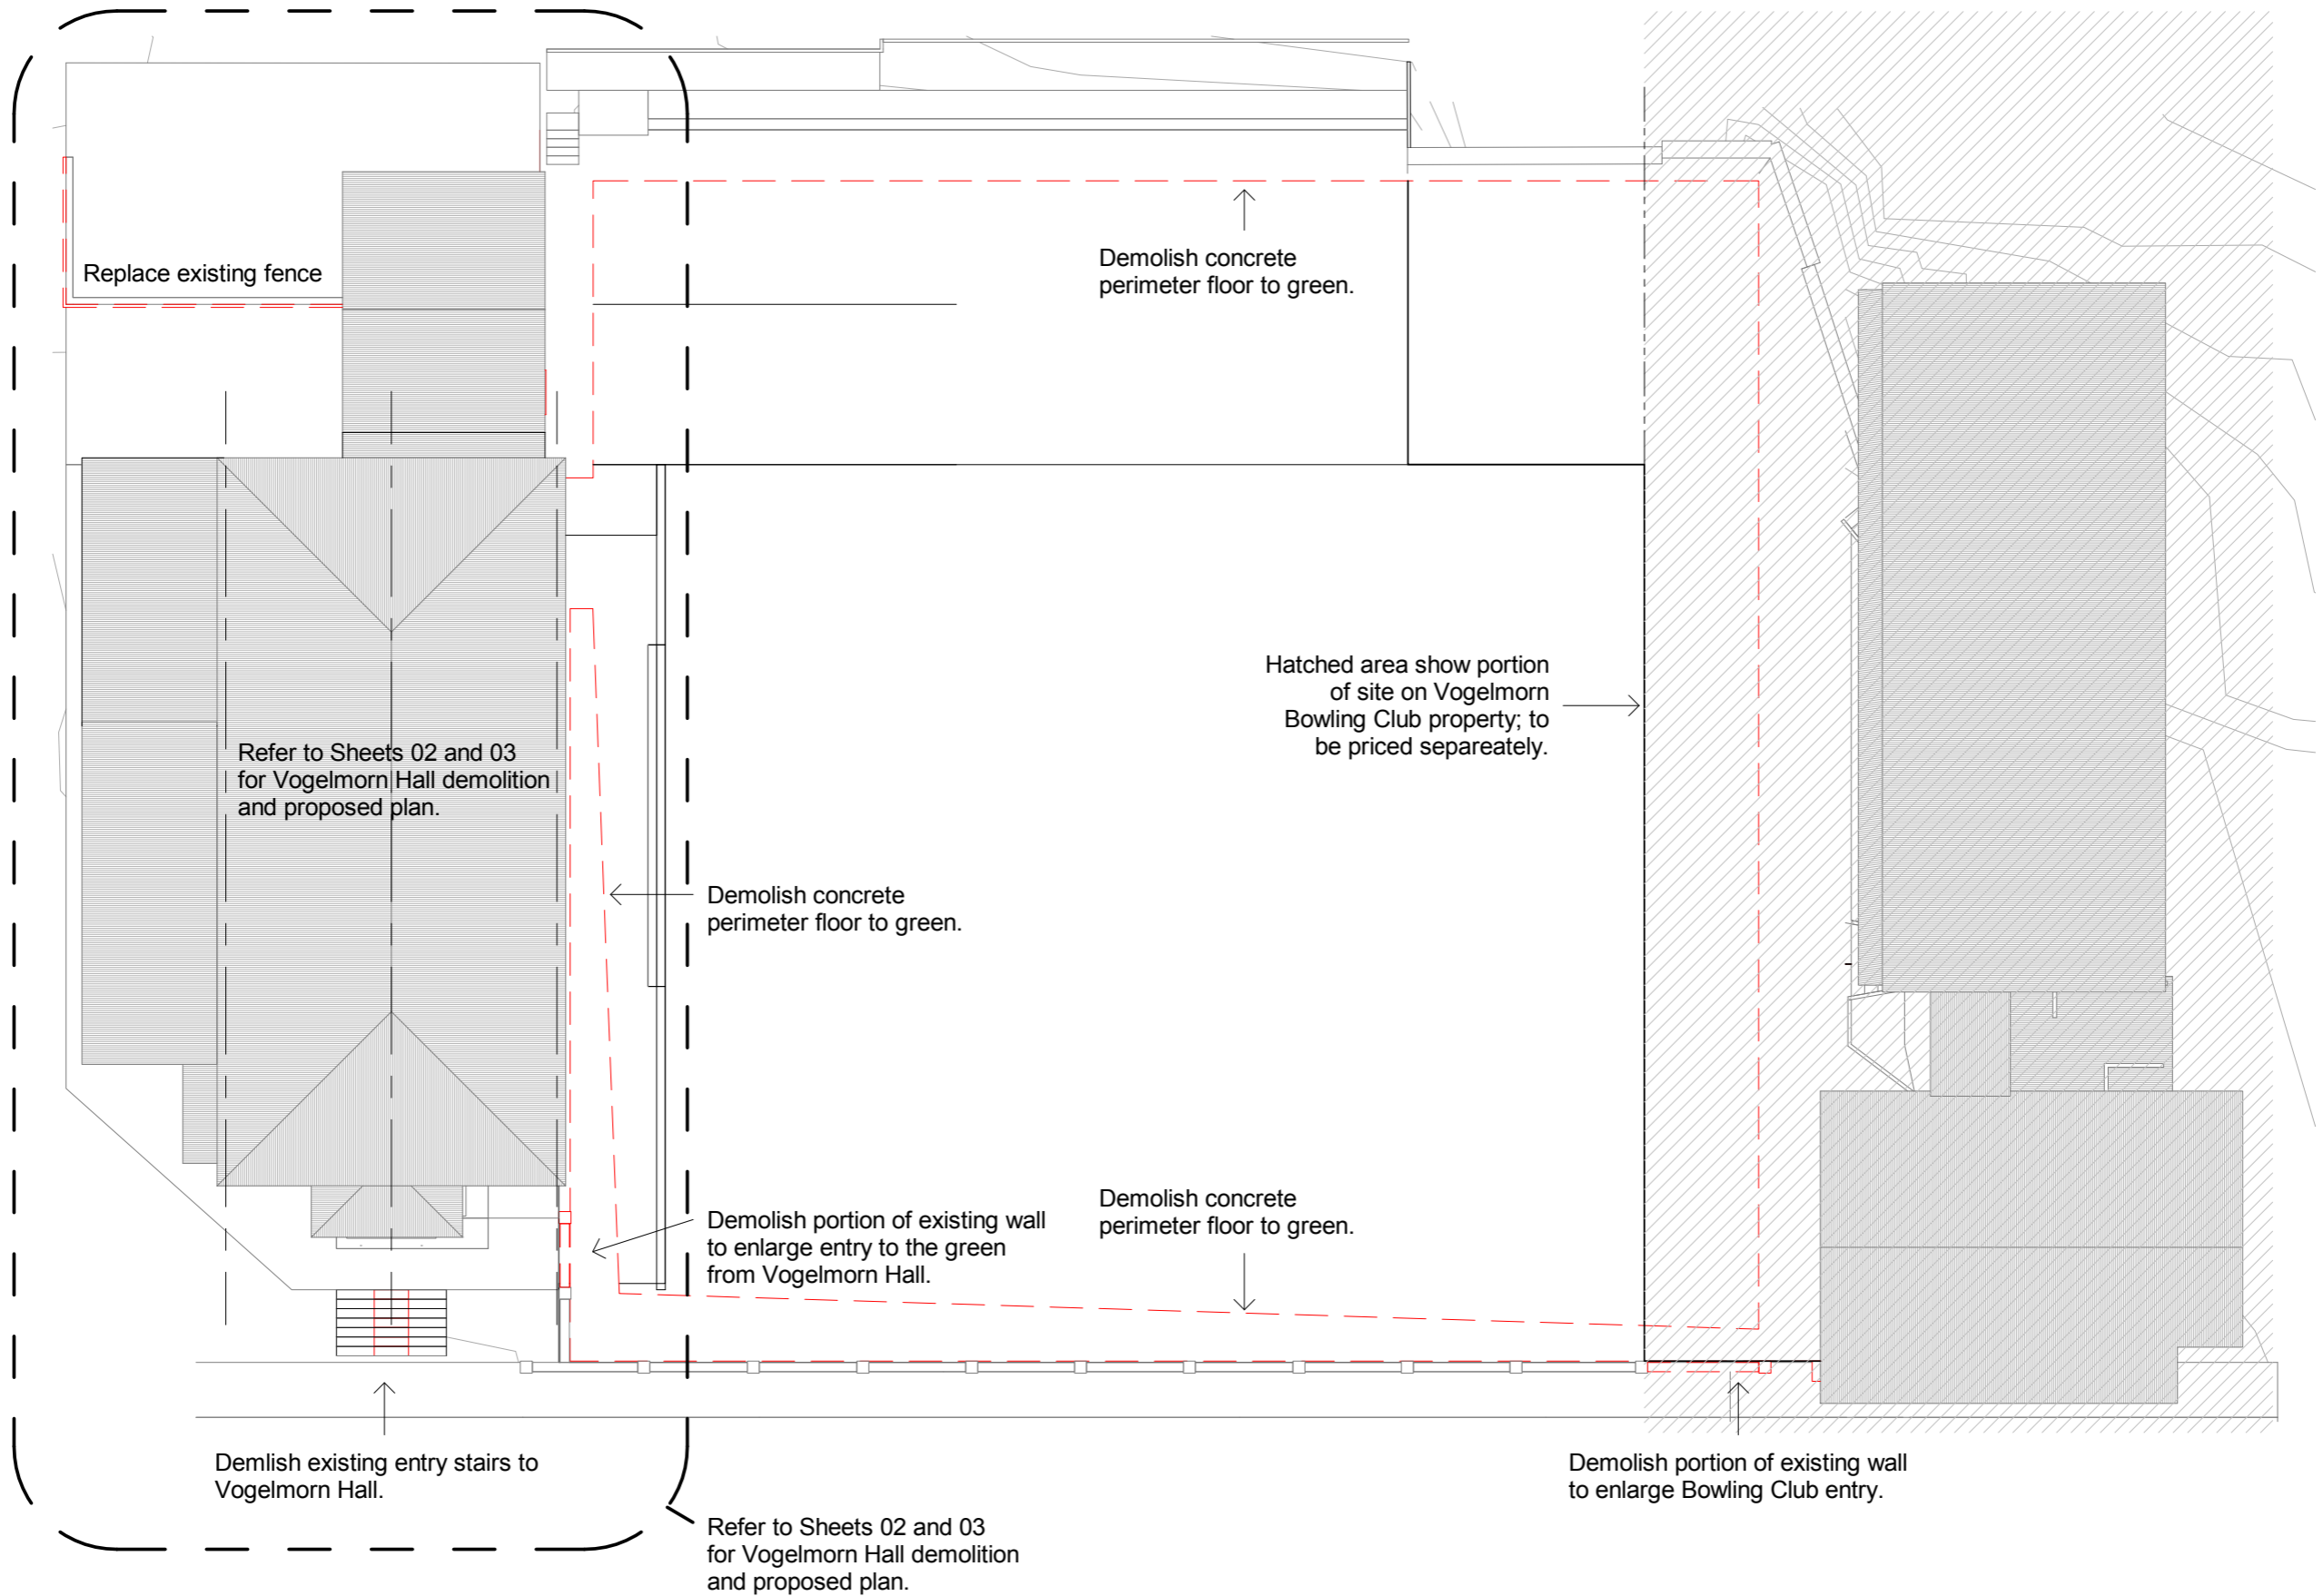 Replace existing fence
Demolish concrete
perimeter floor to green.
Hatched area show portion
of site on Vogelmorn
Bowling Club property; to
be priced separeately.
Refer to Sheets 02 and 03
for Vogelmorn Hall demolition
and proposed plan.
Demolish concrete
perimeter floor to green.
Demolish portion of existing wall
to enlarge entry to the green
from Vogelmorn Hall.
Demolish concrete
perimeter floor to green.
Demlish existing entry stairs to
Vogelmorn Hall.
Demolish portion of existing wall
to enlarge Bowling Club entry.
Refer to Sheets 02 and 03
for Vogelmorn Hall demolition
and proposed plan.